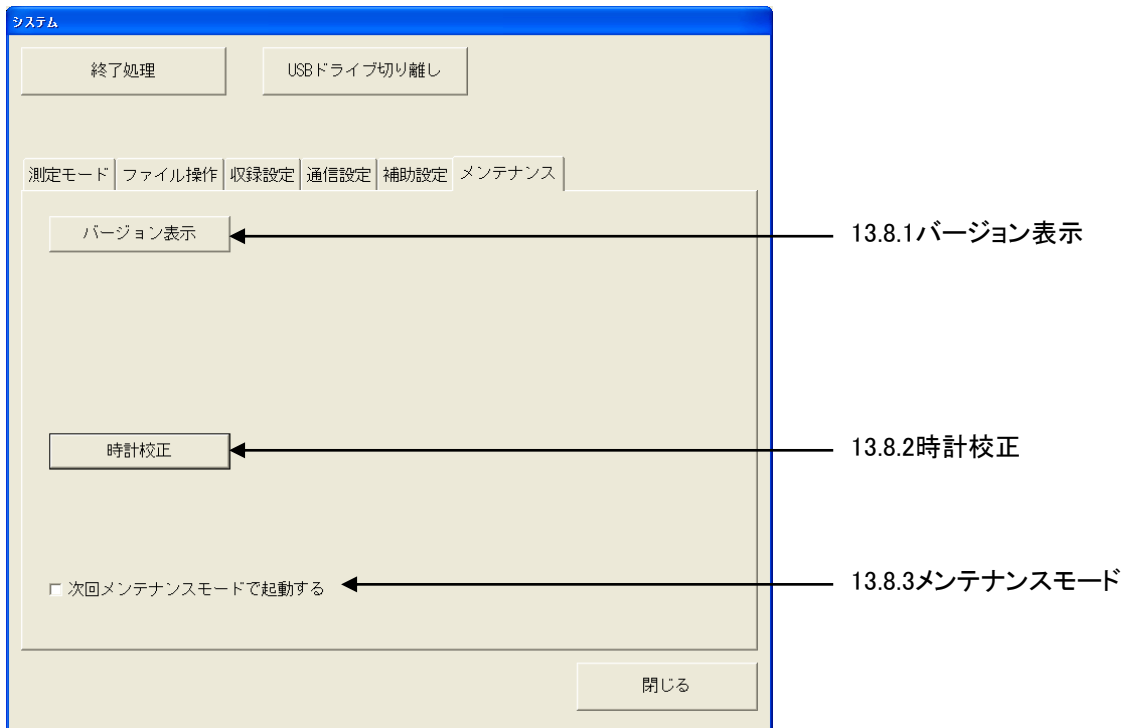 システム
終了処理
USBドライブ切り離し
測定モード
ファイル操作
収録設定
通信設定
補助設定
メンテナンス
バージョン表示
13.8.1バージョン表示
時計校正
13.8.2時計校正
次回メンテナンスモードで起動する
13.8.3メンテナンスモード
閉じる